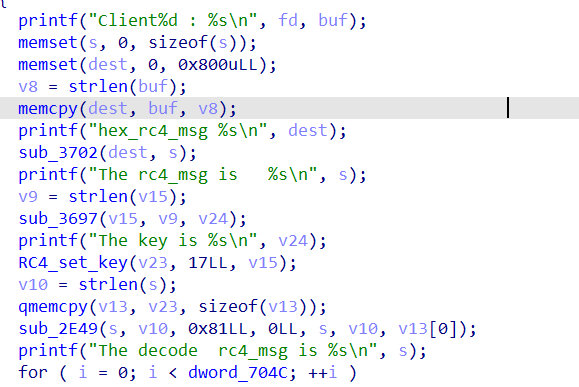 {
printf("Client%d : %s\n", fd, buf);
memset(s, 0, sizeof(s));
memset(dest, 0, 0x800uLL);
v8 = strlen(buf);
memcpy(dest, buf, v8);
printf("hex_rc4_msg %s\n", dest);
sub_3702(dest, s);
printf("The rc4_msg is   %s\n", s);
v9 = strlen(v15);
sub_3697(v15, v9, v24);
printf("The key is %s\n", v24);
RC4_set_key(v23, 17LL, v15);
v10 = strlen(s);
qmemcpy(v13, v23, sizeof(v13));
sub_2E49(s, v10, 0x81LL, 0LL, s, v10, v13[0]);
printf("The decode  rc4_msg is %s\n", s);
for ( i = 0; i < dword_704C; ++i )